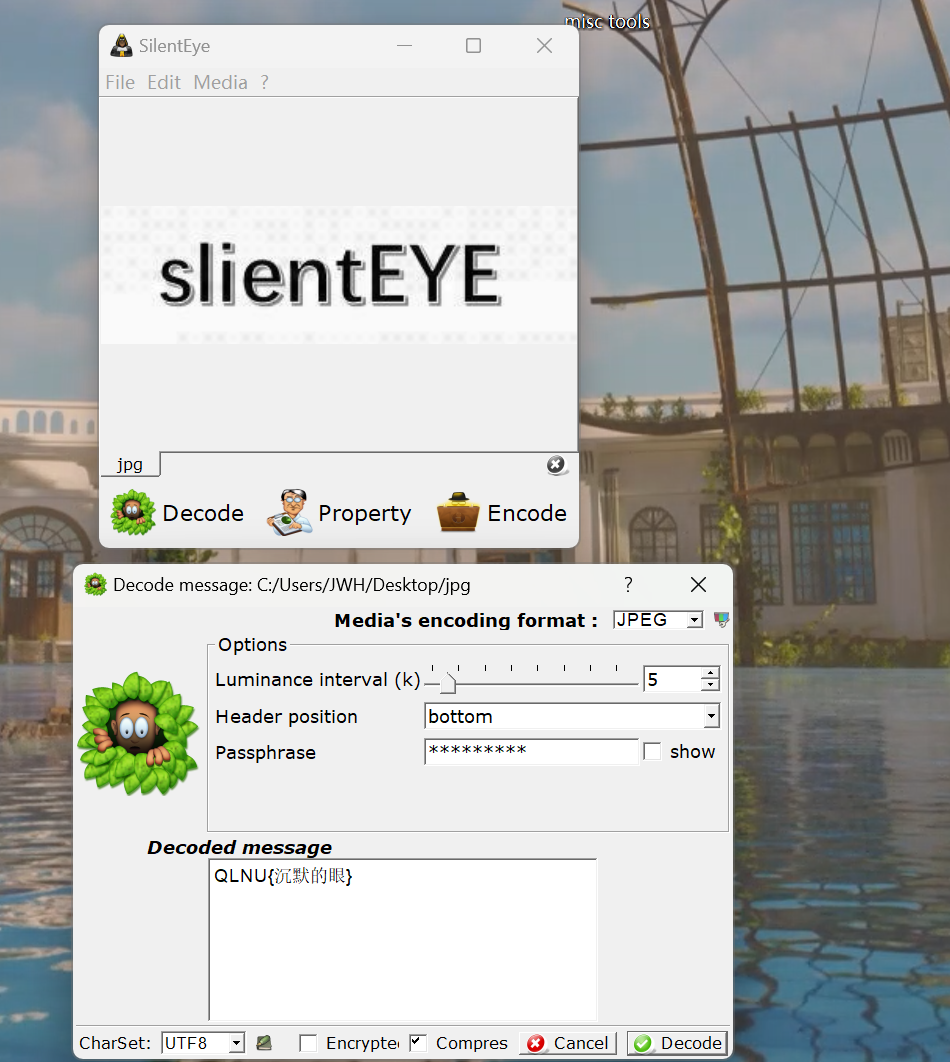 misc tools
SilentEye
File Edit Media ?
slientEYE
jpg
Decode Property Encode
Decode message: C:/Users/JWH/Desktop/jpg ?
Media's encoding format : JPEG
Options
Luminance interval (k) 5
Header position bottom
Passphrase ********* show
Decoded message
QLNU{沉默的眼}
CharSet: UTF8 Encrypte Compres Cancel Decode